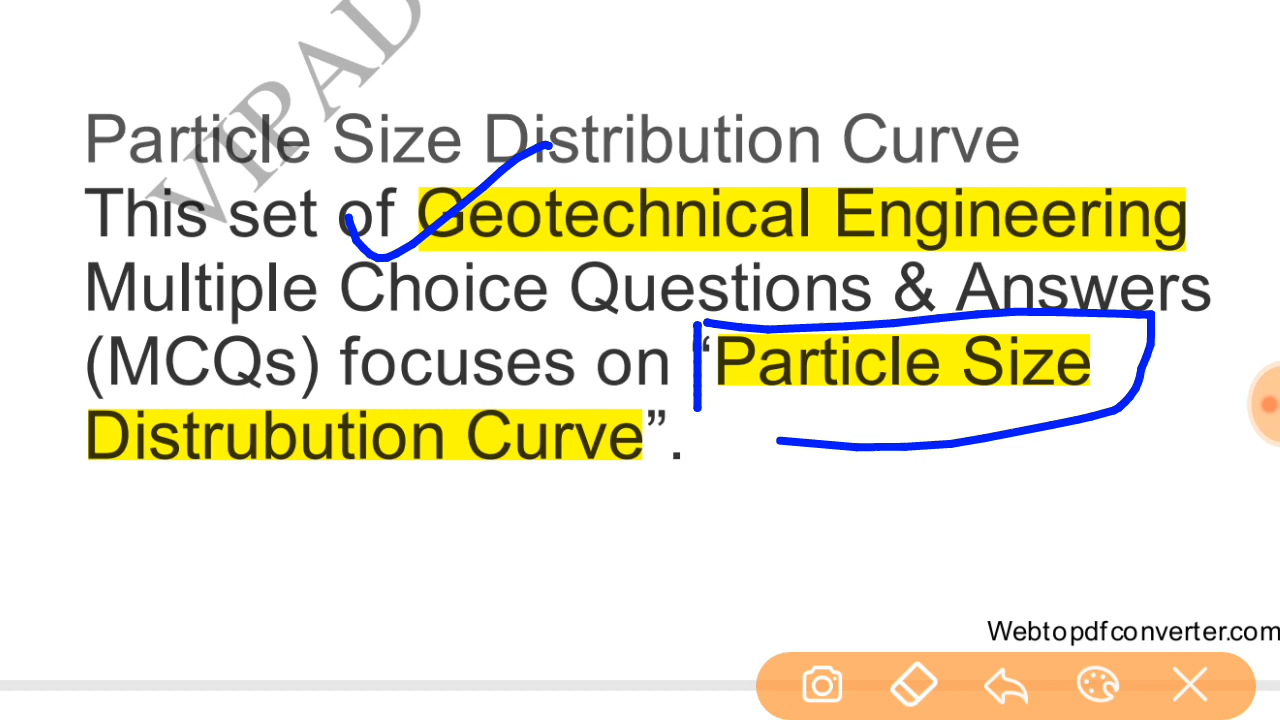 VIPAD
Particle Size Distribution Curve
This set of Geotechnical Engineering
Multiple Choice Questions & Answers
(MCQs) focuses on “Particle Size
Distrubution Curve”.
Webtopdfconverter.com